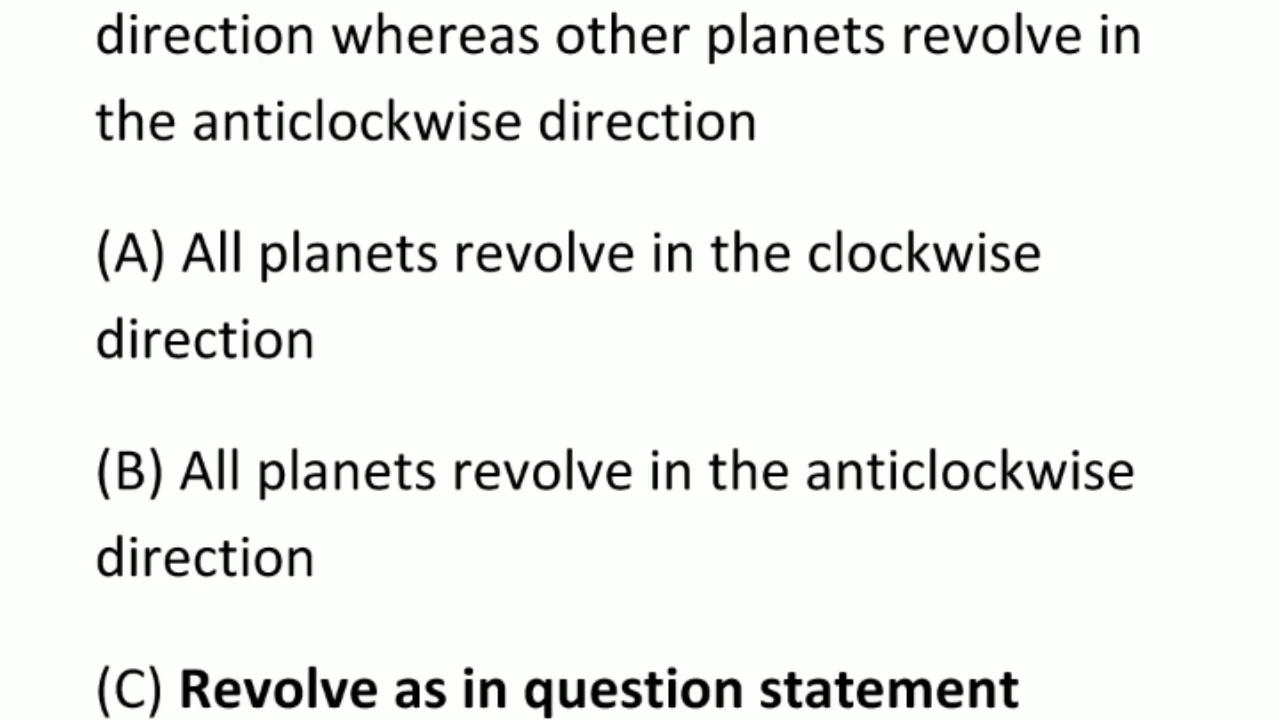 direction whereas other planets revolve in
the anticlockwise direction
(A) All planets revolve in the clockwise
direction
(B) All planets revolve in the anticlockwise
direction
(C) Revolve as in question statement